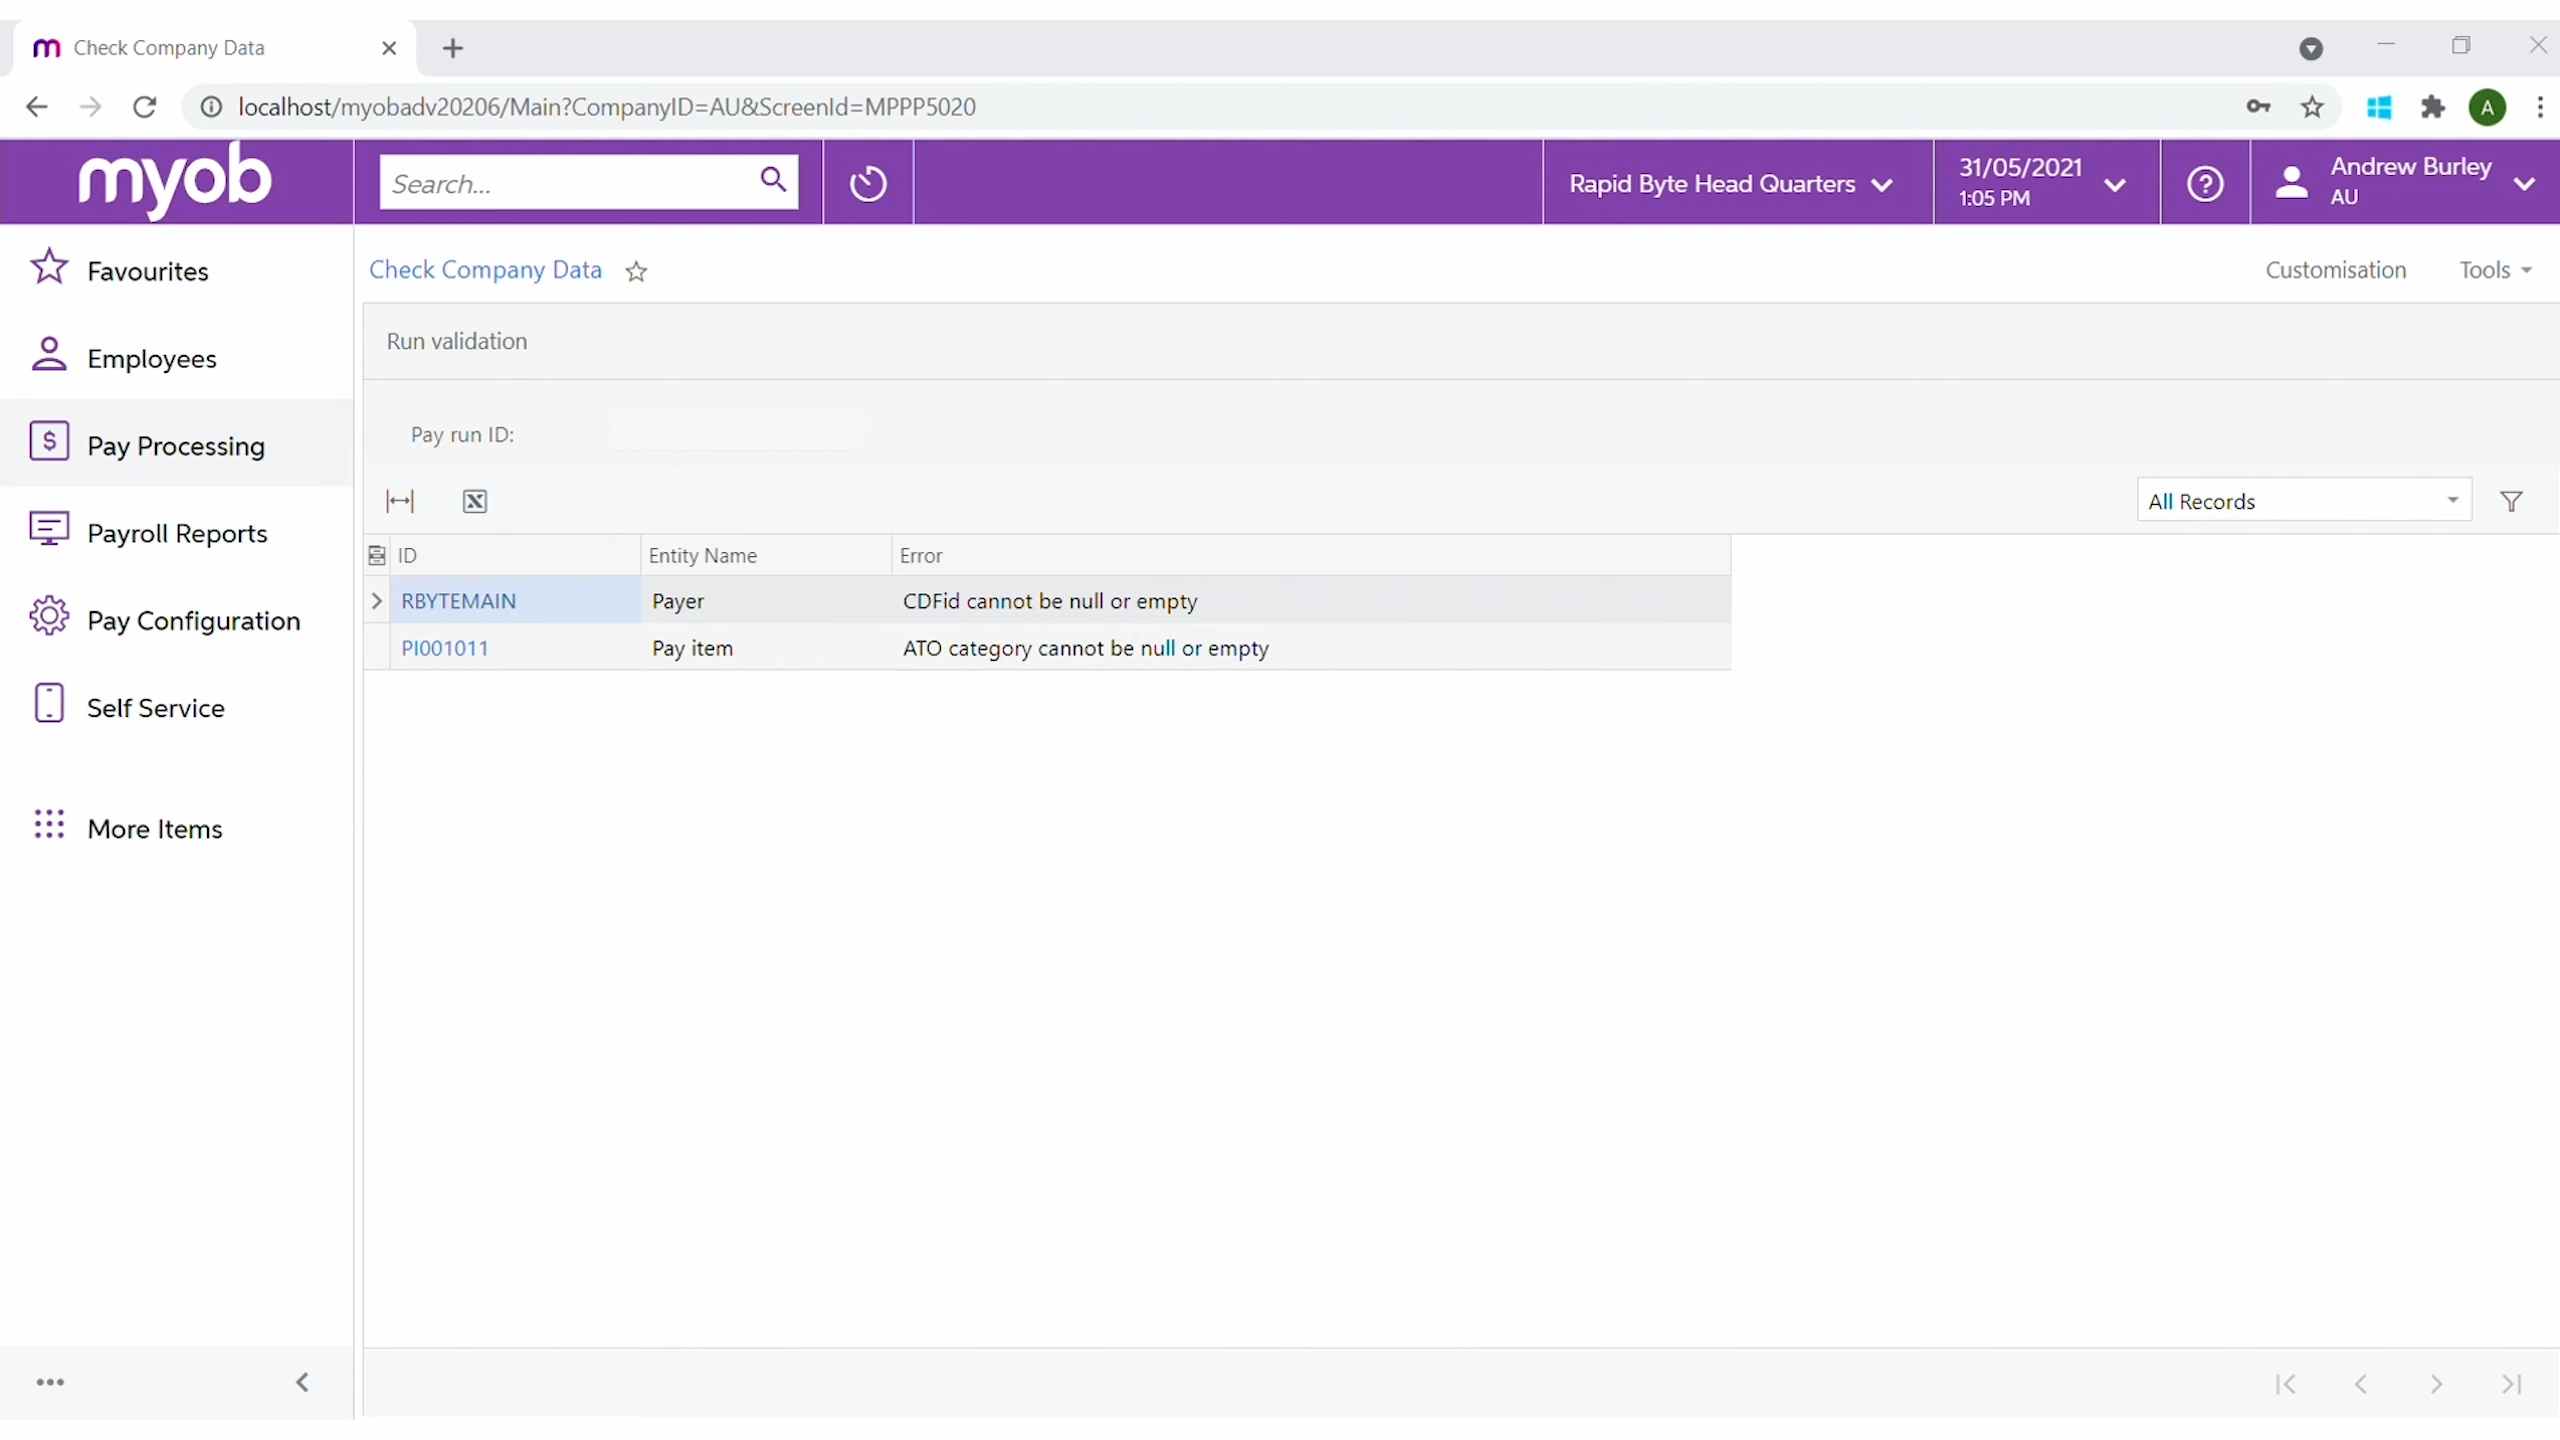 Check Company Data
localhost/myobadv20206/Main?CompanyID=AU&ScreenId=MPPP5020
A
myob
Search...
Rapid Byte Head Quarters
31/05/2021
1:05 PM
Andrew Burley
AU
Favourites
Employees
Pay Processing
Payroll Reports
Pay Configuration
Self Service
More Items
Check Company Data
Customisation
Tools
Run validation
Pay run ID:
All Records
ID Entity Name Error
RBYTEMAIN Payer CDFid cannot be null or empty
PI001011 Pay item ATO category cannot be null or empty